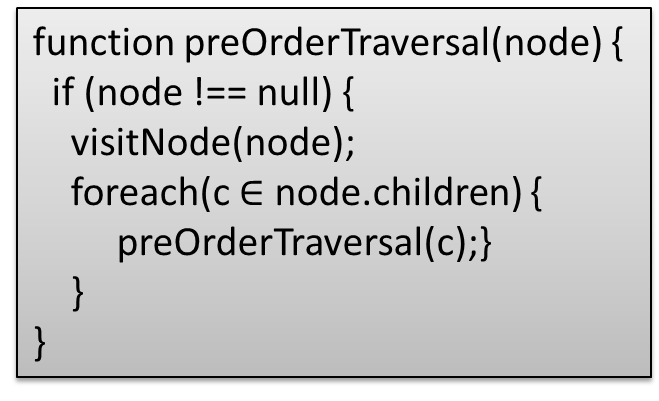 function preOrderTraversal(node) {
if (node !== null) {
visitNode(node);
foreach(c ∈ node.children) {
preOrderTraversal(c);}
}
}